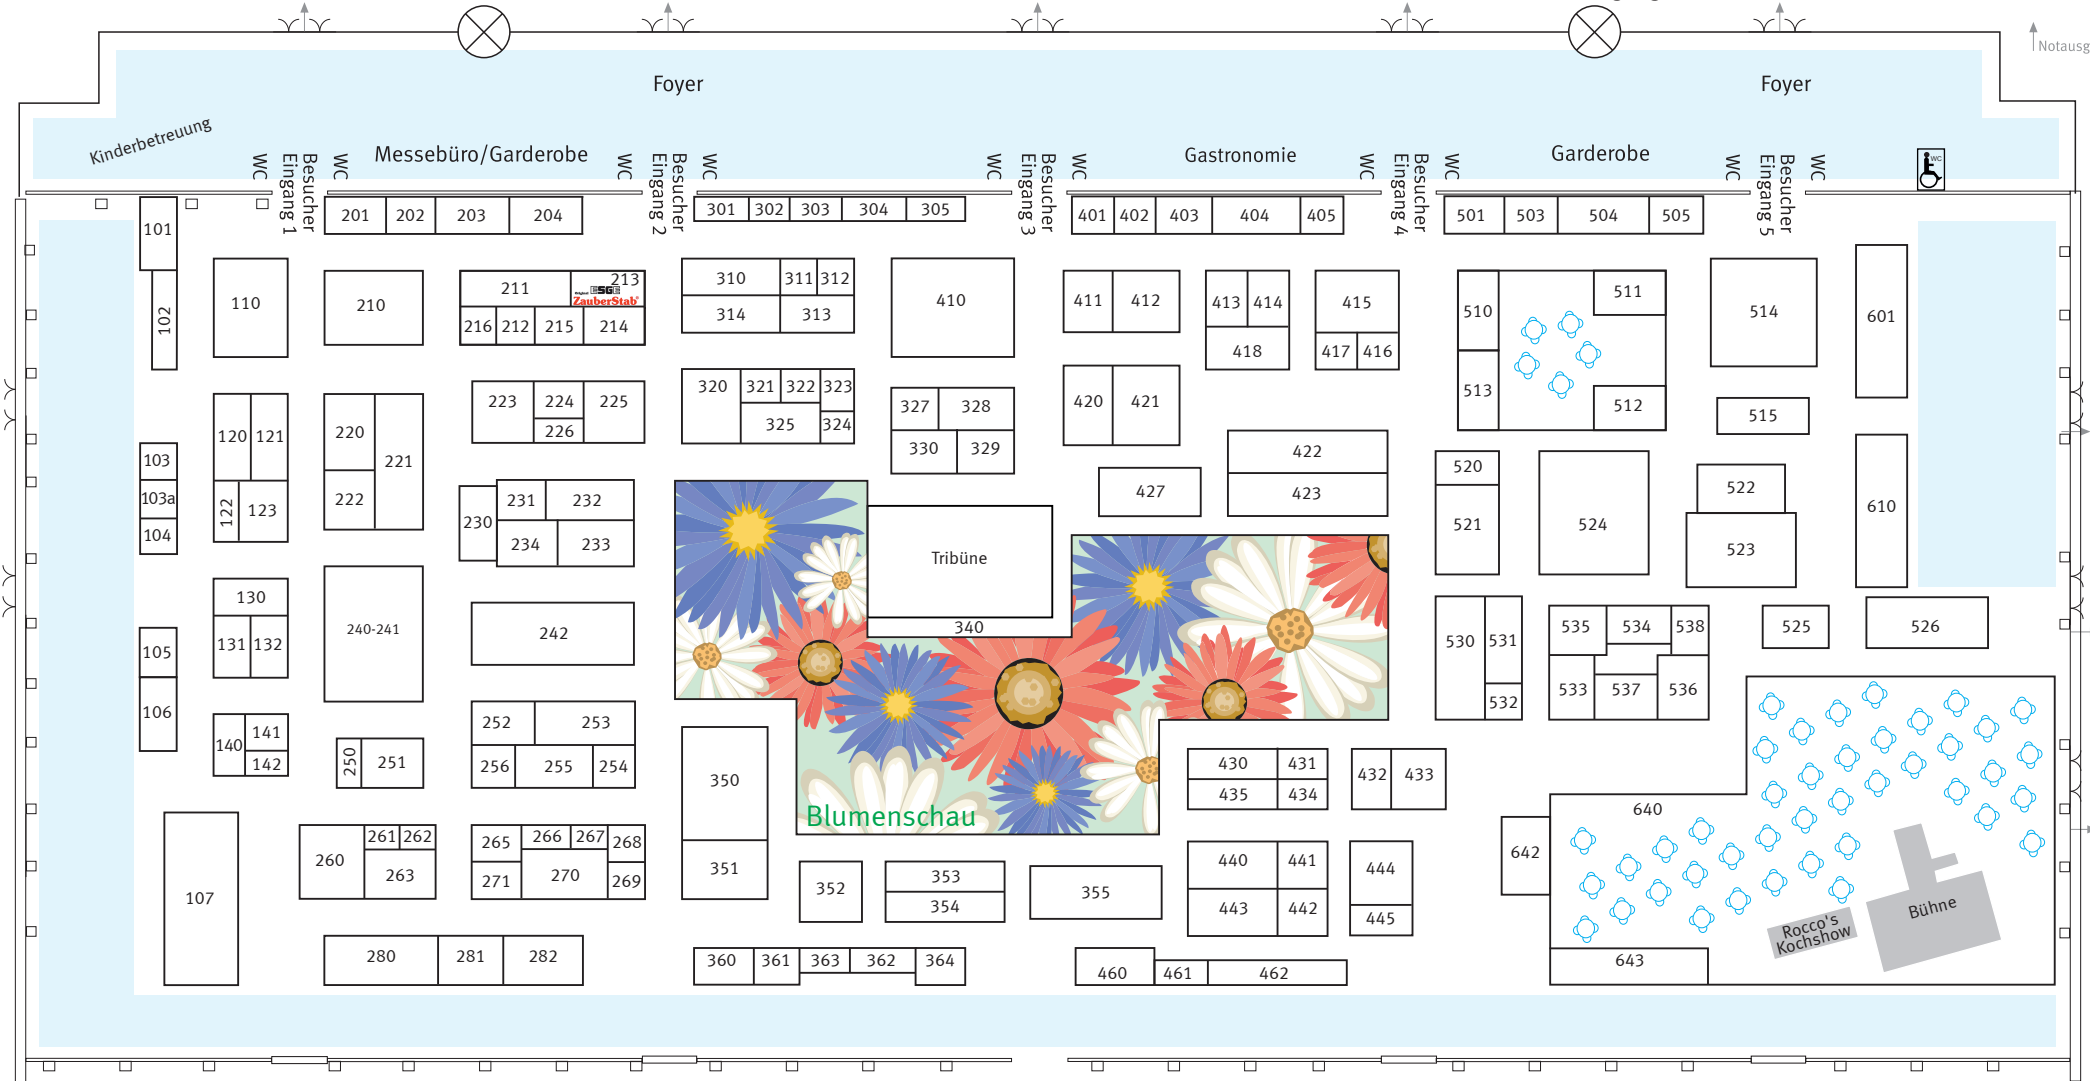 Notausg
Foyer
Foyer
Kinderbetreuung
WC
Besucher
Eingang 1
WC
Messebüro/Garderobe
WC
Besucher
Eingang 2
WC
WC
Besucher
Eingang 3
WC
Gastronomie
WC
Besucher
Eingang 4
WC
Garderobe
WC
Besucher
Eingang 5
WC
WC
101
201 202 203 204
301 302 303 304 305
401 402 403 404 405
501 503 504 505
102
110
210
211
213
ESGE
ZauberStab
216 212 215 214
310 311 312
314 313
410
411 412
413 414
418
415
417 416
510
511
513
512
514
515
601
103
103a
104
120 121
122 123
220
221
222
223 224 225
226
230
231 232
234 233
320 321 322 323
325 324
327 328
330 329
420 421
422
423
427
520
521
524
522
523
610
Tribüne
340
105
106
130
131 132
240-241
242
530 531
532
535 534 538
533 537 536
525
526
140 141
142
250 251
252 253
256 255 254
350
351
Blumenschau
430 431
435 434
432 433
640
642
643
Rocco's
Kochshow
Bühne
107
260 261 262
263
265 266 267 268
271 270 269
352
353
354
355
440 441
443 442
444
445
280 281 282
360 361 363 362 364
460 461 462